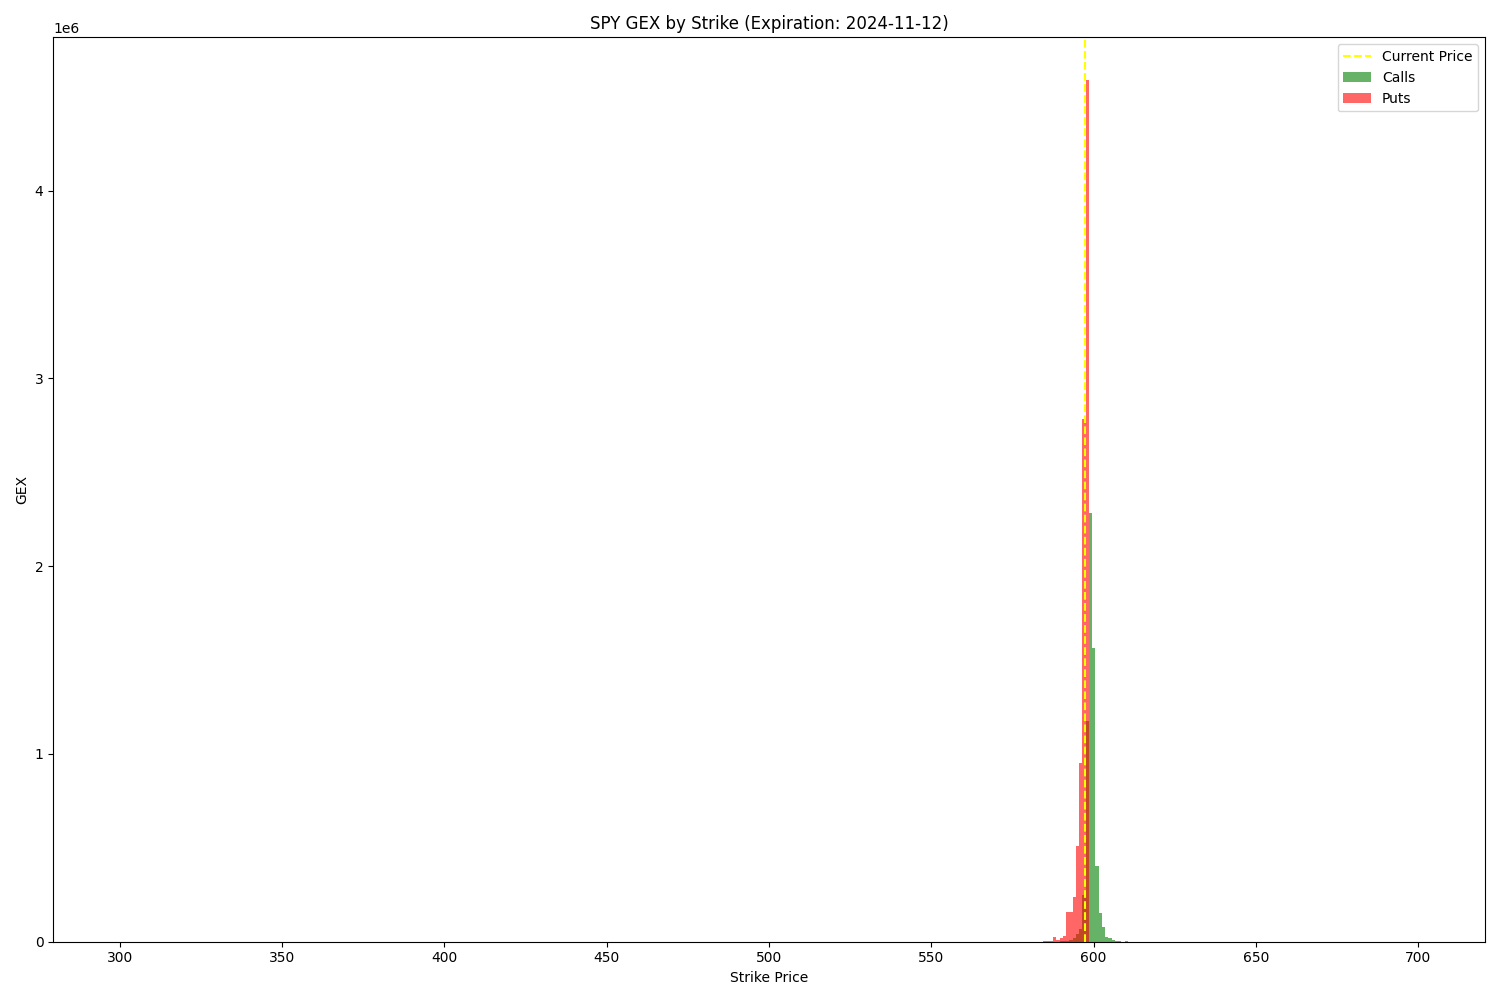 SPY GEX by Strike (Expiration: 2024-11-12)
1e6
Current Price
Calls
Puts
4
3
2
1
0
GEX
300 350 400 450 500 550 600 650 700
Strike Price